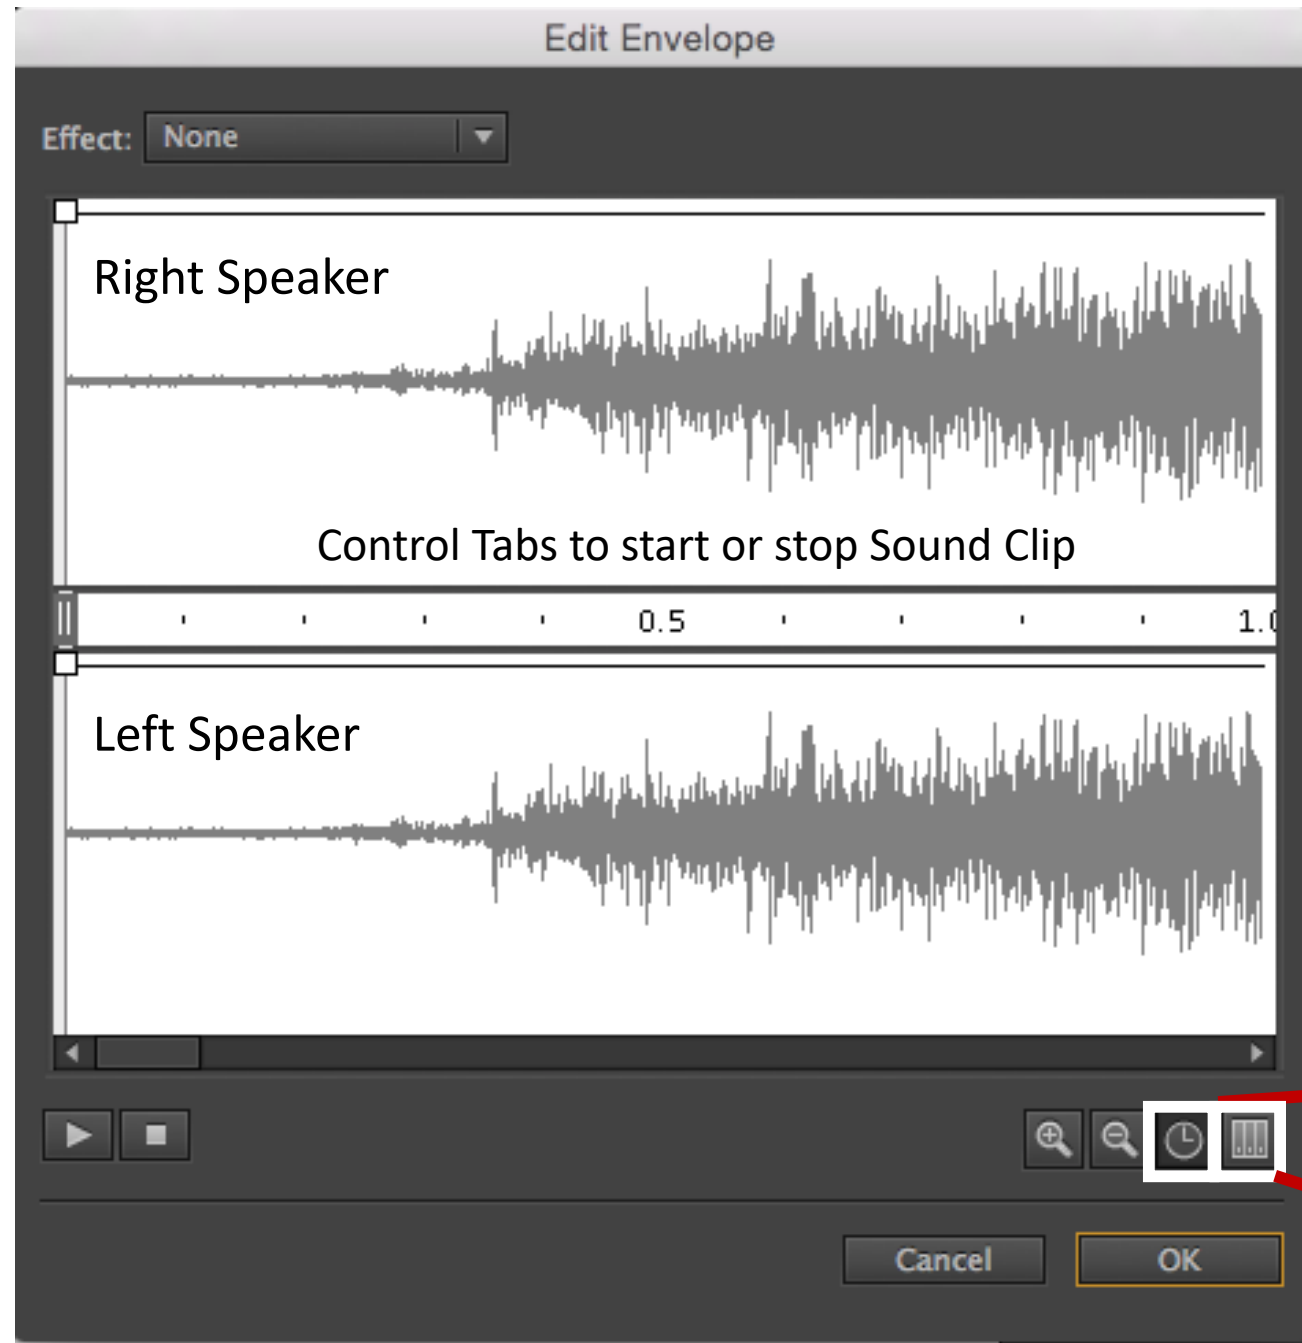 Edit Envelope
Effect: None
Right Speaker
Control Tabs to start or stop Sound Clip
0.5
Left Speaker
Cancel OK